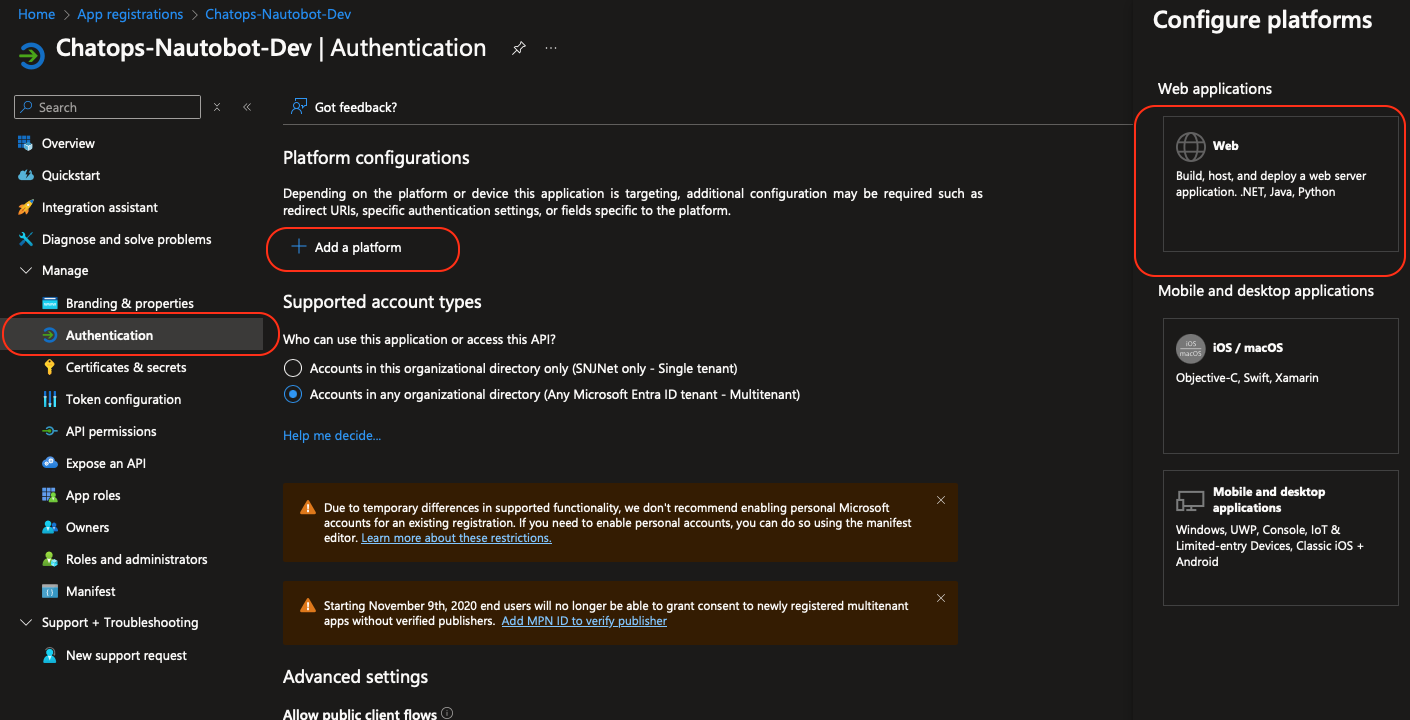 Home > App registrations > Chatops-Nautobot-Dev
Chatops-Nautobot-Dev | Authentication
Search
Overview
Quickstart
Integration assistant
Diagnose and solve problems
Manage
Branding & properties
Authentication
Certificates & secrets
Token configuration
API permissions
Expose an API
App roles
Owners
Roles and administrators
Manifest
Support + Troubleshooting
New support request
Got feedback?
Platform configurations
Depending on the platform or device this application is targeting, additional configuration may be required such as
redirect URIs, specific authentication settings, or fields specific to the platform.
Add a platform
Supported account types
Who can use this application or access this API?
Accounts in this organizational directory only (SNJNet only - Single tenant)
Accounts in any organizational directory (Any Microsoft Entra ID tenant - Multitenant)
Help me decide...
Due to temporary differences in supported functionality, we don't recommend enabling personal Microsoft
accounts for an existing registration. If you need to enable personal accounts, you can do so using the manifest
editor. Learn more about these restrictions.
Starting November 9th, 2020 end users will no longer be able to grant consent to newly registered multitenant
apps without verified publishers. Add MPN ID to verify publisher
Advanced settings
Allow public client flows
Configure platforms
Web applications
Web
Build, host, and deploy a web server
application. .NET, Java, Python
Mobile and desktop applications
iOS
macOS
iOS / macOS
Objective-C, Swift, Xamarin
Mobile and desktop
applications
Windows, UWP, Console, IoT &
Limited-entry Devices, Classic iOS +
Android